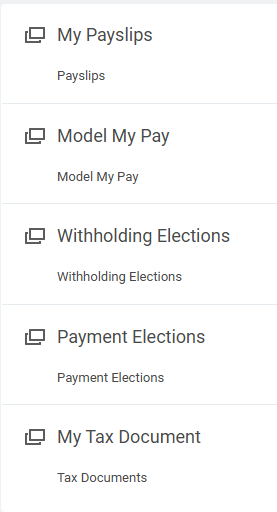 My Payslips
Payslips
Model My Pay
Model My Pay
Withholding Elections
Withholding Elections
Payment Elections
Payment Elections
My Tax Document
Tax Documents